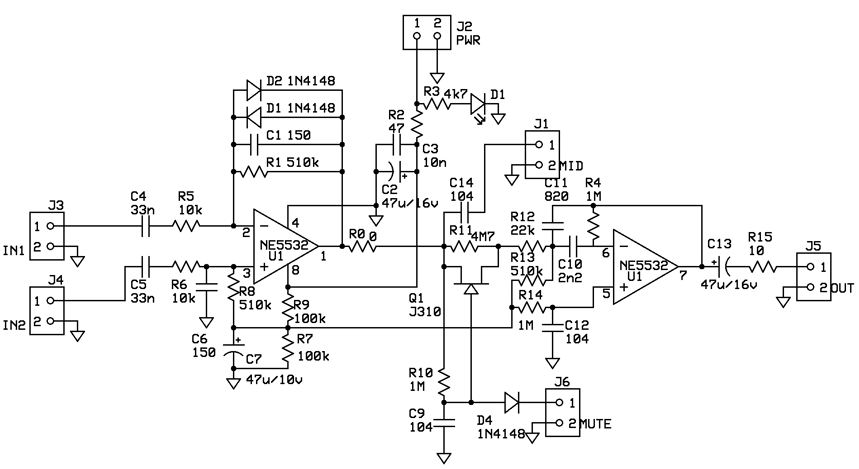 1 2
J2
PWR
R3 4k7
D1
D2 1N4148
D1 1N4148
C1 150
R1 510k
R2
47
C3
10n
C2
47u/16v
J1
1
2 MID
J3
1
2
IN1
C4
33n
R5
10k
2
4
NE5532
U1
3
8
1
R0 0
C14
104
R11 4M7
R12
22k
C11
820
R4
1M
C10
2n2
R13
510k
R14
1M
6
5
NE5532
U1
7
C13
47u/16v
R15
10
J5
1
2 OUT
J4
1
2
IN2
C5
33n
R6
10k
R8
510k
R9
100k
R7
100k
C6
150
C7
47u/10v
Q1
J310
C12
104
R10
1M
C9
104
D4
1N4148
J6
1
2 MUTE